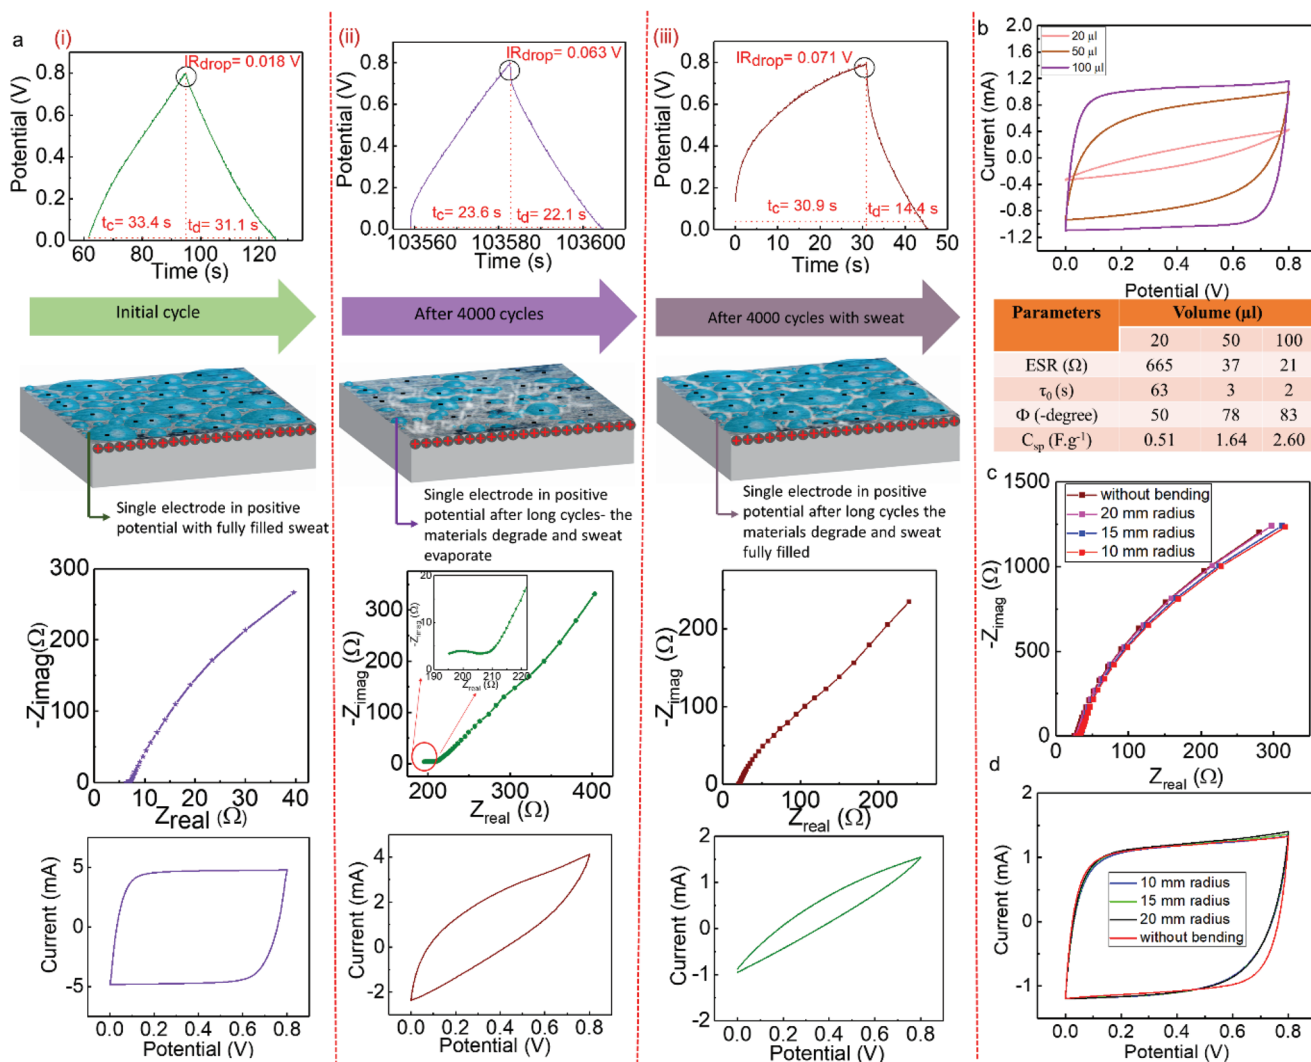 a
(i)
IRdrop= 0.018 V
0.8
0.6
0.4
0.2
0.0
Potential (V)
tc= 33.4 s
td= 31.1 s
60
80
100
120
Time (s)
(ii)
IRdrop= 0.063 V
0.8
0.6
0.4
0.2
0.0
Potential (V)
tc= 23.6 s
td= 22.1 s
103560
103580
103600
Time (s)
(iii)
IRdrop= 0.071 V
0.8
0.6
0.4
0.2
0.0
Potential (V)
tc= 30.9 s
td= 14.4 s
0
10
20
30
40
50
Time (s)
Initial cycle
After 4000 cycles
After 4000 cycles with sweat
Single electrode in positive
potential with fully filled sweat
Single electrode in positive
potential after long cycles- the
materials degrade and sweat
evaporate
Single electrode in positive
potential after long cycles the
materials degrade and sweat
fully filled
300
200
100
0
-Zimag(Ω)
0
10
20
30
40
Zreal (Ω)
300
200
100
0
-Zimag (Ω)
200
300
400
Zreal (Ω)
20
10
0
-Zimag(Ω)
190
200
210
220
Zreal (Ω)
200
100
0
-Zimag (Ω)
0
100
200
Zreal (Ω)
5
0
-5
Current (mA)
0.0
0.2
0.4
0.6
0.8
Potential (V)
4
2
0
-2
Current (mA)
0.0
0.2
0.4
0.6
0.8
Potential (V)
2
1
0
-1
-2
Current (mA)
0.0
0.2
0.4
0.6
0.8
Potential (V)
b
2.0
1.6
1.2
0.8
0.4
0.0
-0.4
-0.8
-1.2
Current (mA)
20 µl
50 µl
100 µl
0.0
0.2
0.4
0.6
0.8
Potential (V)
Parameters Volume (µl)
20 50 100
ESR (Ω) 665 37 21
τ0 (s) 63 3 2
Φ (-degree) 50 78 83
Csp (F.g-1) 0.51 1.64 2.60
c
1500
1000
500
0
-Zimag (Ω)
without bending
20 mm radius
15 mm radius
10 mm radius
0
100
200
300
Zreal (Ω)
d
2
1
0
-1
Current (mA)
10 mm radius
15 mm radius
20 mm radius
without bending
0.0
0.2
0.4
0.6
0.8
Potential (V)